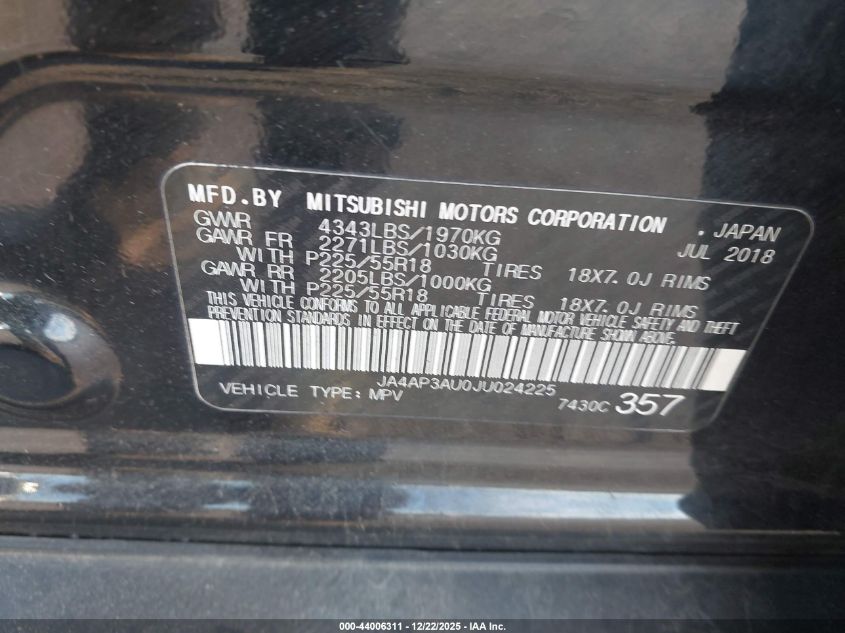 MFD.BY MITSUBISHI MOTORS CORPORATION . JAPAN
GVWR 4343LBS/1970KG JUL 2018
GAWR FR 2271LBS/1030KG
WITH P225/55R18 TIRES 18X7.0J RIMS
GAWR RR 2205LBS/1000KG
WITH P225/55R18 TIRES 18X7.0J RIMS
THIS VEHICLE CONFORMS TO ALL APPLICABLE FEDERAL MOTOR VEHICLE SAFETY AND THEFT
PREVENTION STANDARDS IN EFFECT ON THE DATE OF MANUFACTURE SHOWN ABOVE.
JA4AP3AU0JU024225
VEHICLE TYPE: MPV 7430C 357
000-44006311 - 12/22/2025 - IAA Inc.